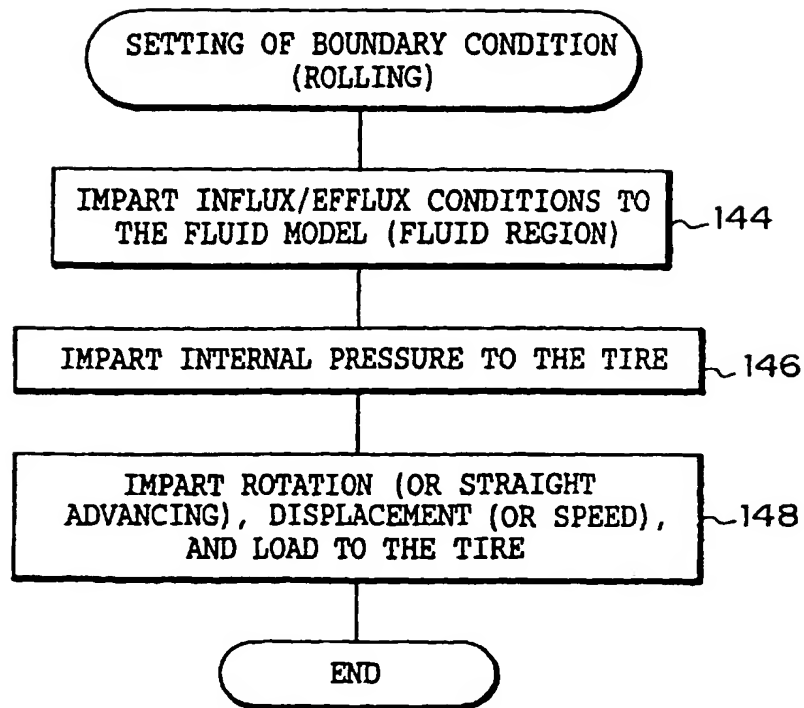 SETTING OF BOUNDARY CONDITION
(ROLLING)
IMPART INFLUX/EFFLUX CONDITIONS TO
THE FLUID MODEL (FLUID REGION)
144
IMPART INTERNAL PRESSURE TO THE TIRE
146
IMPART ROTATION (OR STRAIGHT
ADVANCING), DISPLACEMENT (OR SPEED),
AND LOAD TO THE TIRE
148
END